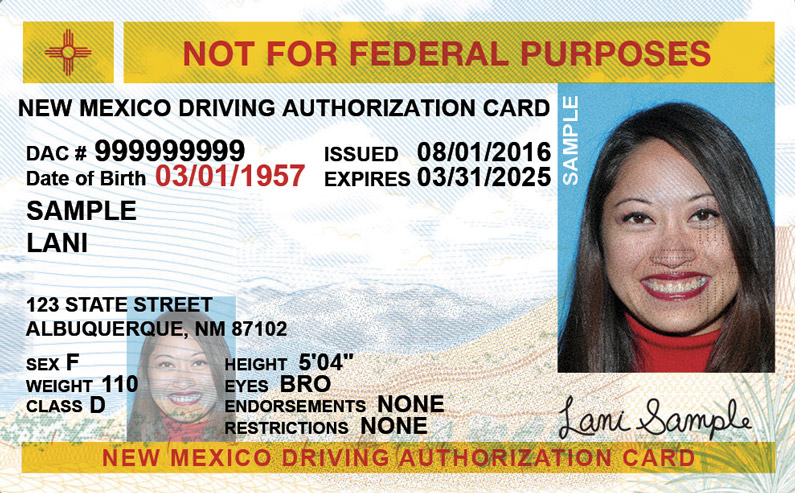 NOT FOR FEDERAL PURPOSES
NEW MEXICO DRIVING AUTHORIZATION CARD
SAMPLE
DAC # 999999999
ISSUED 08/01/2016
Date of Birth 03/01/1957
EXPIRES 03/31/2025
SAMPLE
LANI
123 STATE STREET
ALBUQUERQUE, NM 87102
SEX F
HEIGHT 5'04"
WEIGHT 110
EYES BRO
CLASS D
ENDORSEMENTS NONE
RESTRICTIONS NONE
Lani Sample
NEW MEXICO DRIVING AUTHORIZATION CARD